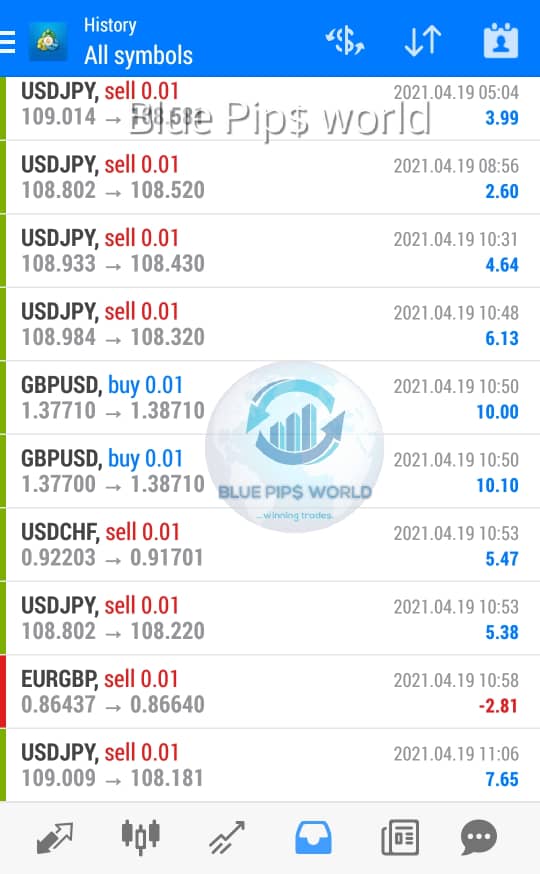 History
All symbols
USDJPY, sell 0.01
2021.04.19 05:04
109.014 →
3.99
Blue Pip$ world
USDJPY, sell 0.01
2021.04.19 08:56
108.802 → 108.520
2.60
USDJPY, sell 0.01
2021.04.19 10:31
108.933 → 108.430
4.64
USDJPY, sell 0.01
2021.04.19 10:48
108.984 → 108.320
6.13
GBPUSD, buy 0.01
2021.04.19 10:50
1.37710 → 1.38710
10.00
GBPUSD, buy 0.01
2021.04.19 10:50
1.37700 → 1.38710
10.10
BLUE PIP$ WORLD
...winning trades.
USDCHF, sell 0.01
2021.04.19 10:53
0.92203 → 0.91701
5.47
USDJPY, sell 0.01
2021.04.19 10:53
108.802 → 108.220
5.38
EURGBP, sell 0.01
2021.04.19 10:58
0.86437 → 0.86640
-2.81
USDJPY, sell 0.01
2021.04.19 11:06
109.009 → 108.181
7.65